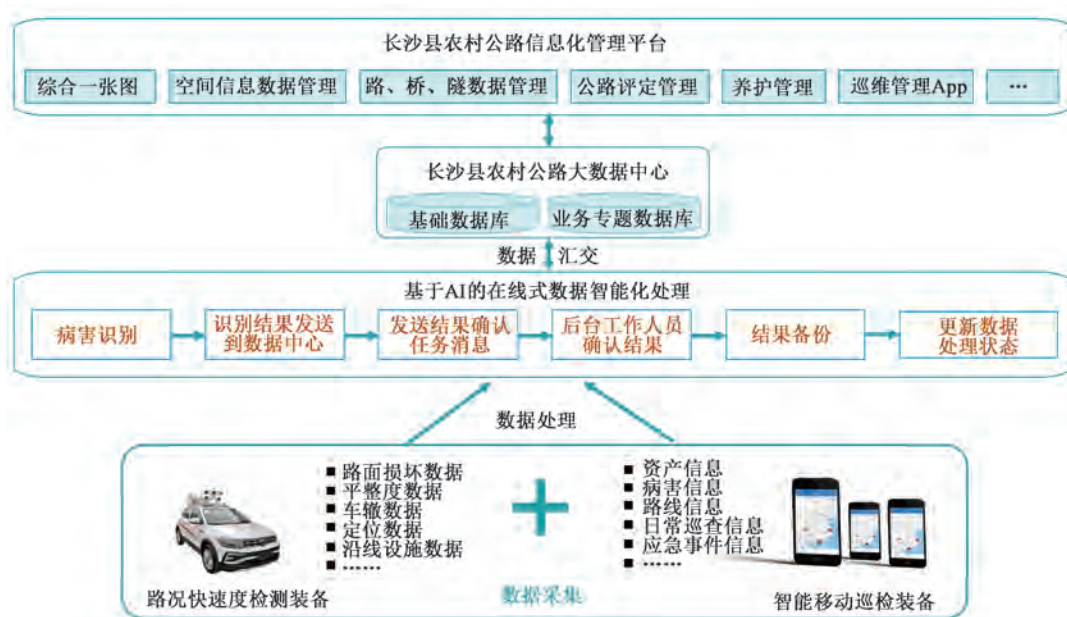 长沙县农村公路信息化管理平台
综合一张图
空间信息数据管理
路、桥、隧数据管理
公路评定管理
养护管理
巡维管理App
…
长沙县农村公路大数据中心
基础数据库
业务专题数据库
数据 汇交
基于AI的在线式数据智能化处理
病害识别
识别结果发送
到数据中心
发送结果确认
任务消息
后台工作人员
确认结果
结果备份
更新数据
处理状态
数据处理
■ 路面损坏数据
■ 平整度数据
■ 车辙数据
■ 定位数据
■ 沿线设施数据
■ ……
路况快速度检测装备
数据采集
■ 资产信息
■ 病害信息
■ 路线信息
■ 日常巡查信息
■ 应急事件信息
■ ……
智能移动巡检装备